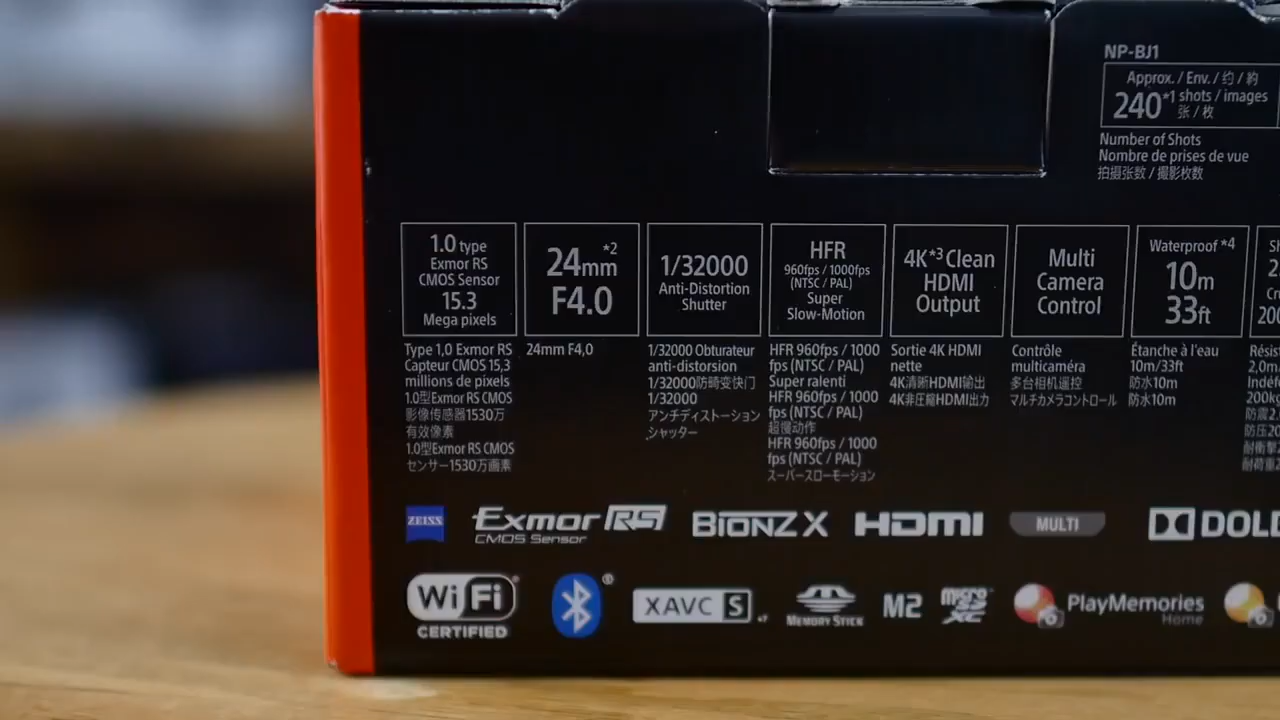 NP-BJ1
Approx. / Env. / 约 / 約
240*1 shots / images
张 / 枚
Number of Shots
Nombre de prises de vue
拍摄张数 / 撮影枚数
1.0 type
Exmor RS
CMOS Sensor
15.3
Mega pixels
24mm*2
F4.0
1/32000
Anti-Distortion
Shutter
HFR
960fps / 1000fps
(NTSC / PAL)
Super
Slow-Motion
4K*3 Clean
HDMI
Output
Multi
Camera
Control
Waterproof *4
10m
33ft
Type 1,0 Exmor RS
Capteur CMOS 15,3
millions de pixels
1.0型Exmor RS CMOS
影像传感器1530万
有效像素
1.0型Exmor RS CMOS
センサー1530万画素
24mm F4,0
1/32000 Obturateur
anti-distorsion
1/32000防畸变快门
1/32000
アンチディストーション
シャッター
HFR 960fps / 1000
fps (NTSC / PAL)
Super ralenti
HFR 960fps / 1000
fps (NTSC / PAL)
超慢动作
HFR 960fps / 1000
fps (NTSC / PAL)
スーパースローモーション
Sortie 4K HDMI
nette
4K清晰HDMI输出
4K非圧縮HDMI出力
Contrôle
multicaméra
多台相机遥控
マルチカメラコントロール
Étanche à l'eau
10m/33ft
防水10m
防水10m
ZEISS
Exmor RS
CMOS Sensor
BIONZ X
HDMI
MULTI
DOL
Wi Fi
CERTIFIED
XAVC S
MEMORY STICK
M2
micro
SD
XC
PlayMemories
Home